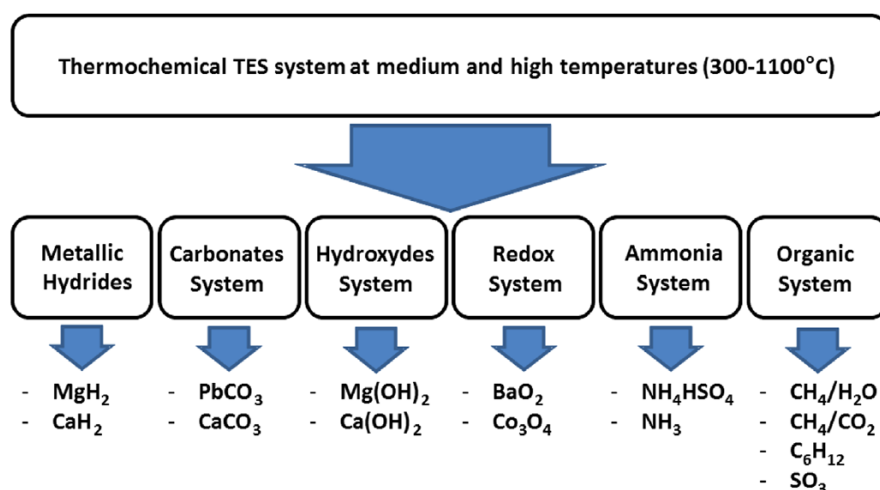 Thermochemical TES system at medium and high temperatures (300-1100°C)
Metallic
Hydrides
Carbonates
System
Hydroxydes
System
Redox
System
Ammonia
System
Organic
System
- MgH₂
- CaH₂
- PbCO₃
- CaCO₃
- Mg(OH)₂
- Ca(OH)₂
- BaO₂
- Co₃O₄
- NH₄HSO₄
- NH₃
- CH₄/H₂O
- CH₄/CO₂
- C₆H₁₂
- SO₃